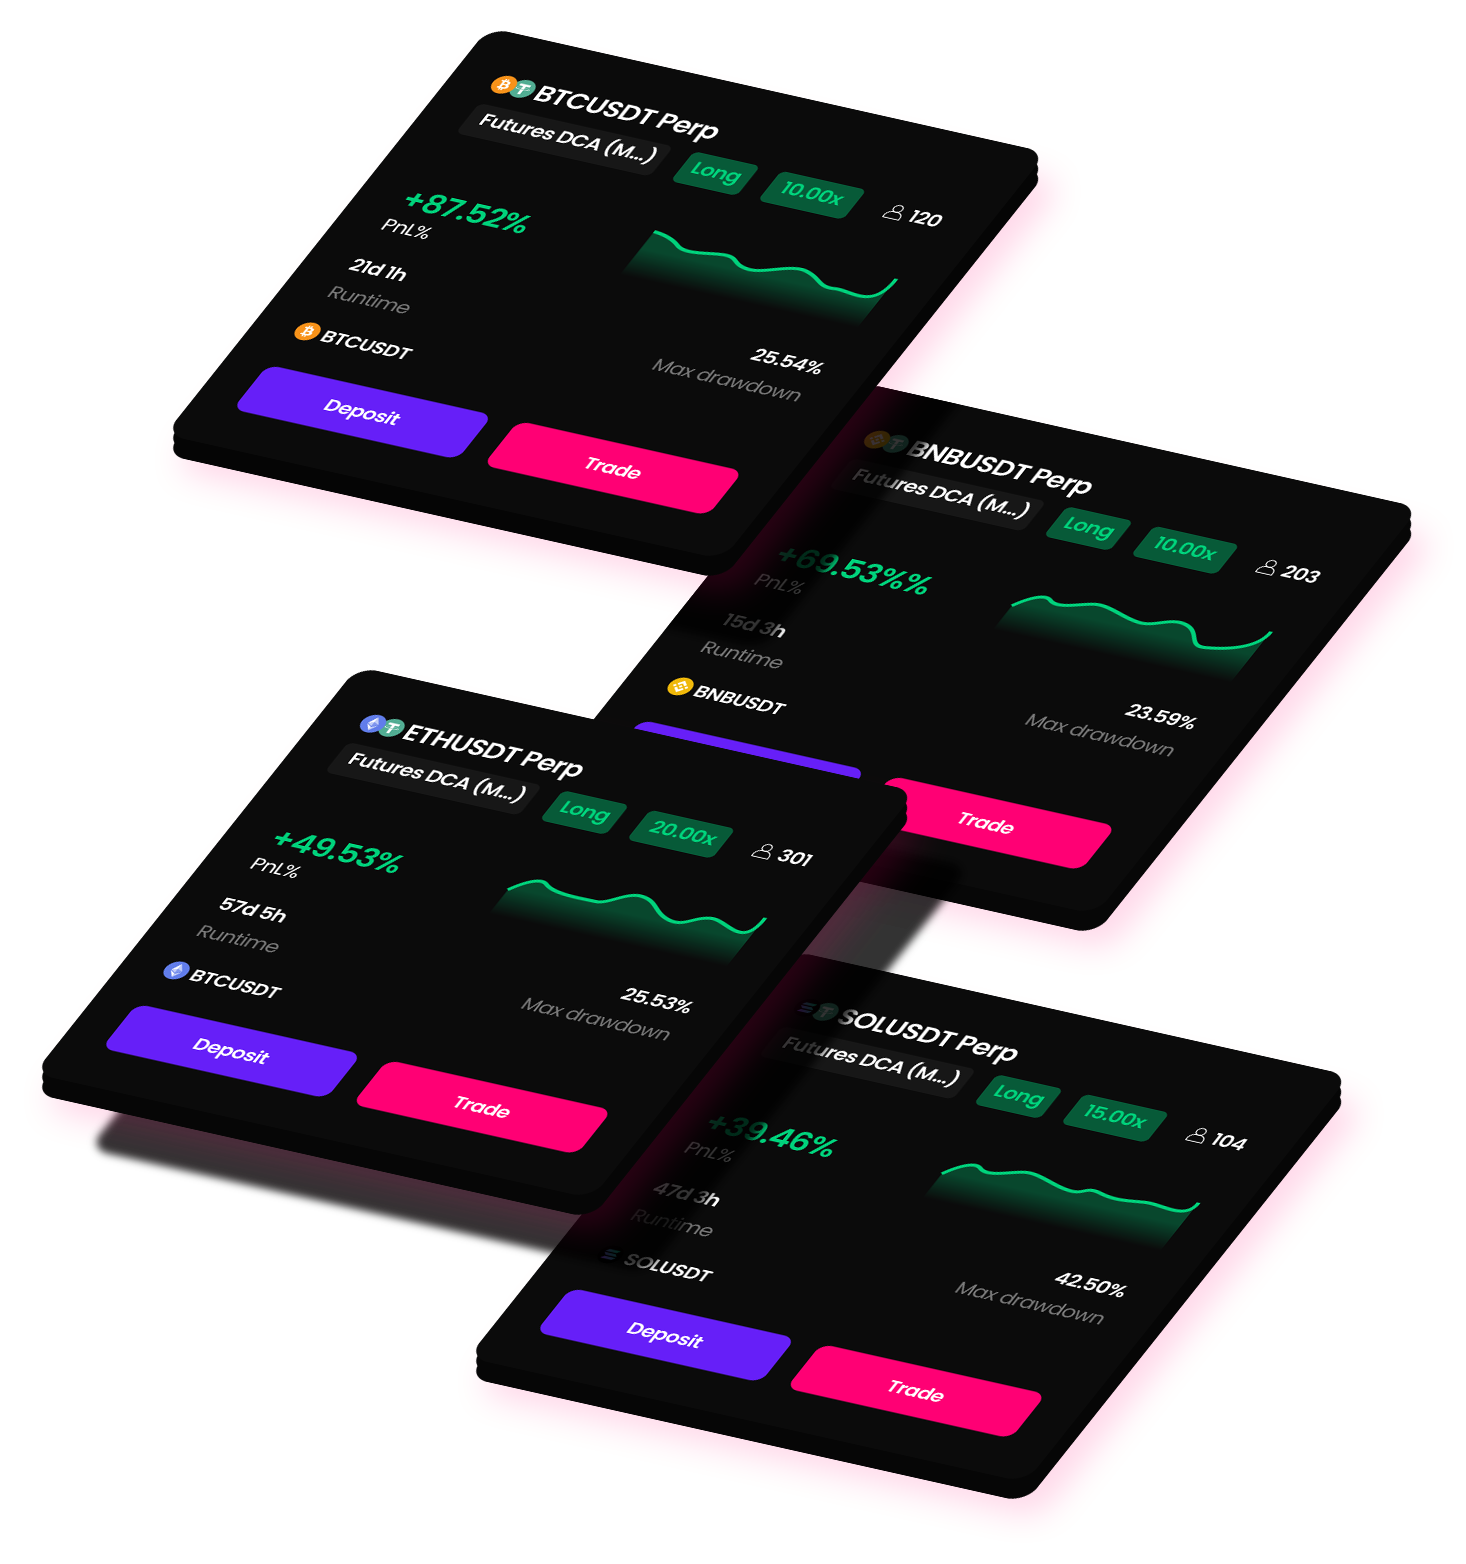 BTCUSDT Perp
Futures DCA (M...)
Long
10.00x
120
+87.52%
PnL%
21d 1h
Runtime
BTCUSDT
25.54%
Max drawdown
Deposit
Trade
BNBUSDT Perp
Futures DCA (M...)
Long
10.00x
203
+69.53%%
PnL%
15d 3h
Runtime
BNBUSDT
23.59%
Max drawdown
Trade
ETHUSDT Perp
Futures DCA (M...)
Long
20.00x
301
+49.53%
PnL%
57d 5h
Runtime
BTCUSDT
25.53%
Max drawdown
Deposit
Trade
SOLUSDT Perp
Futures DCA (M...)
Long
15.00x
104
+39.46%
PnL%
47d 3h
Runtime
SOLUSDT
42.50%
Max drawdown
Deposit
Trade